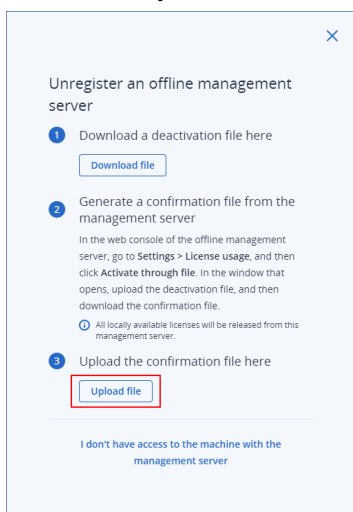 Unregister an offline management
server
1 Download a deactivation file here
Download file
2 Generate a confirmation file from the
management server
In the web console of the offline management
server, go to Settings > License usage, and then
click Activate through file. In the window that
opens, upload the deactivation file, and then
download the confirmation file.
All locally available licenses will be released from this
management server.
3 Upload the confirmation file here
Upload file
I don't have access to the machine with the
management server